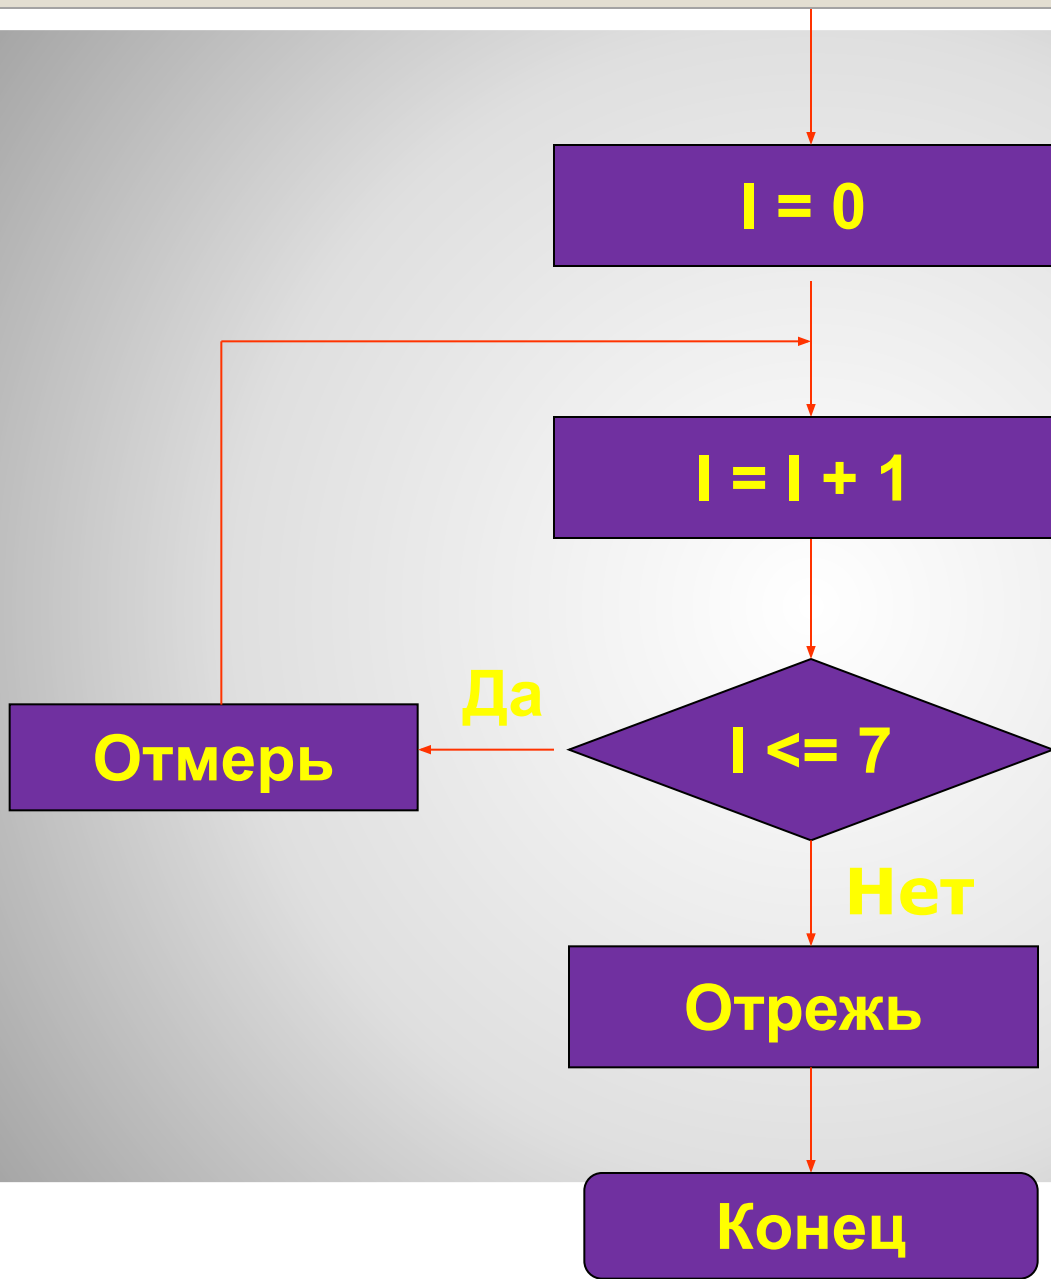 I = 0
I = I + 1
Да
I <= 7
Отмерь
Нет
Отрежь
Конец